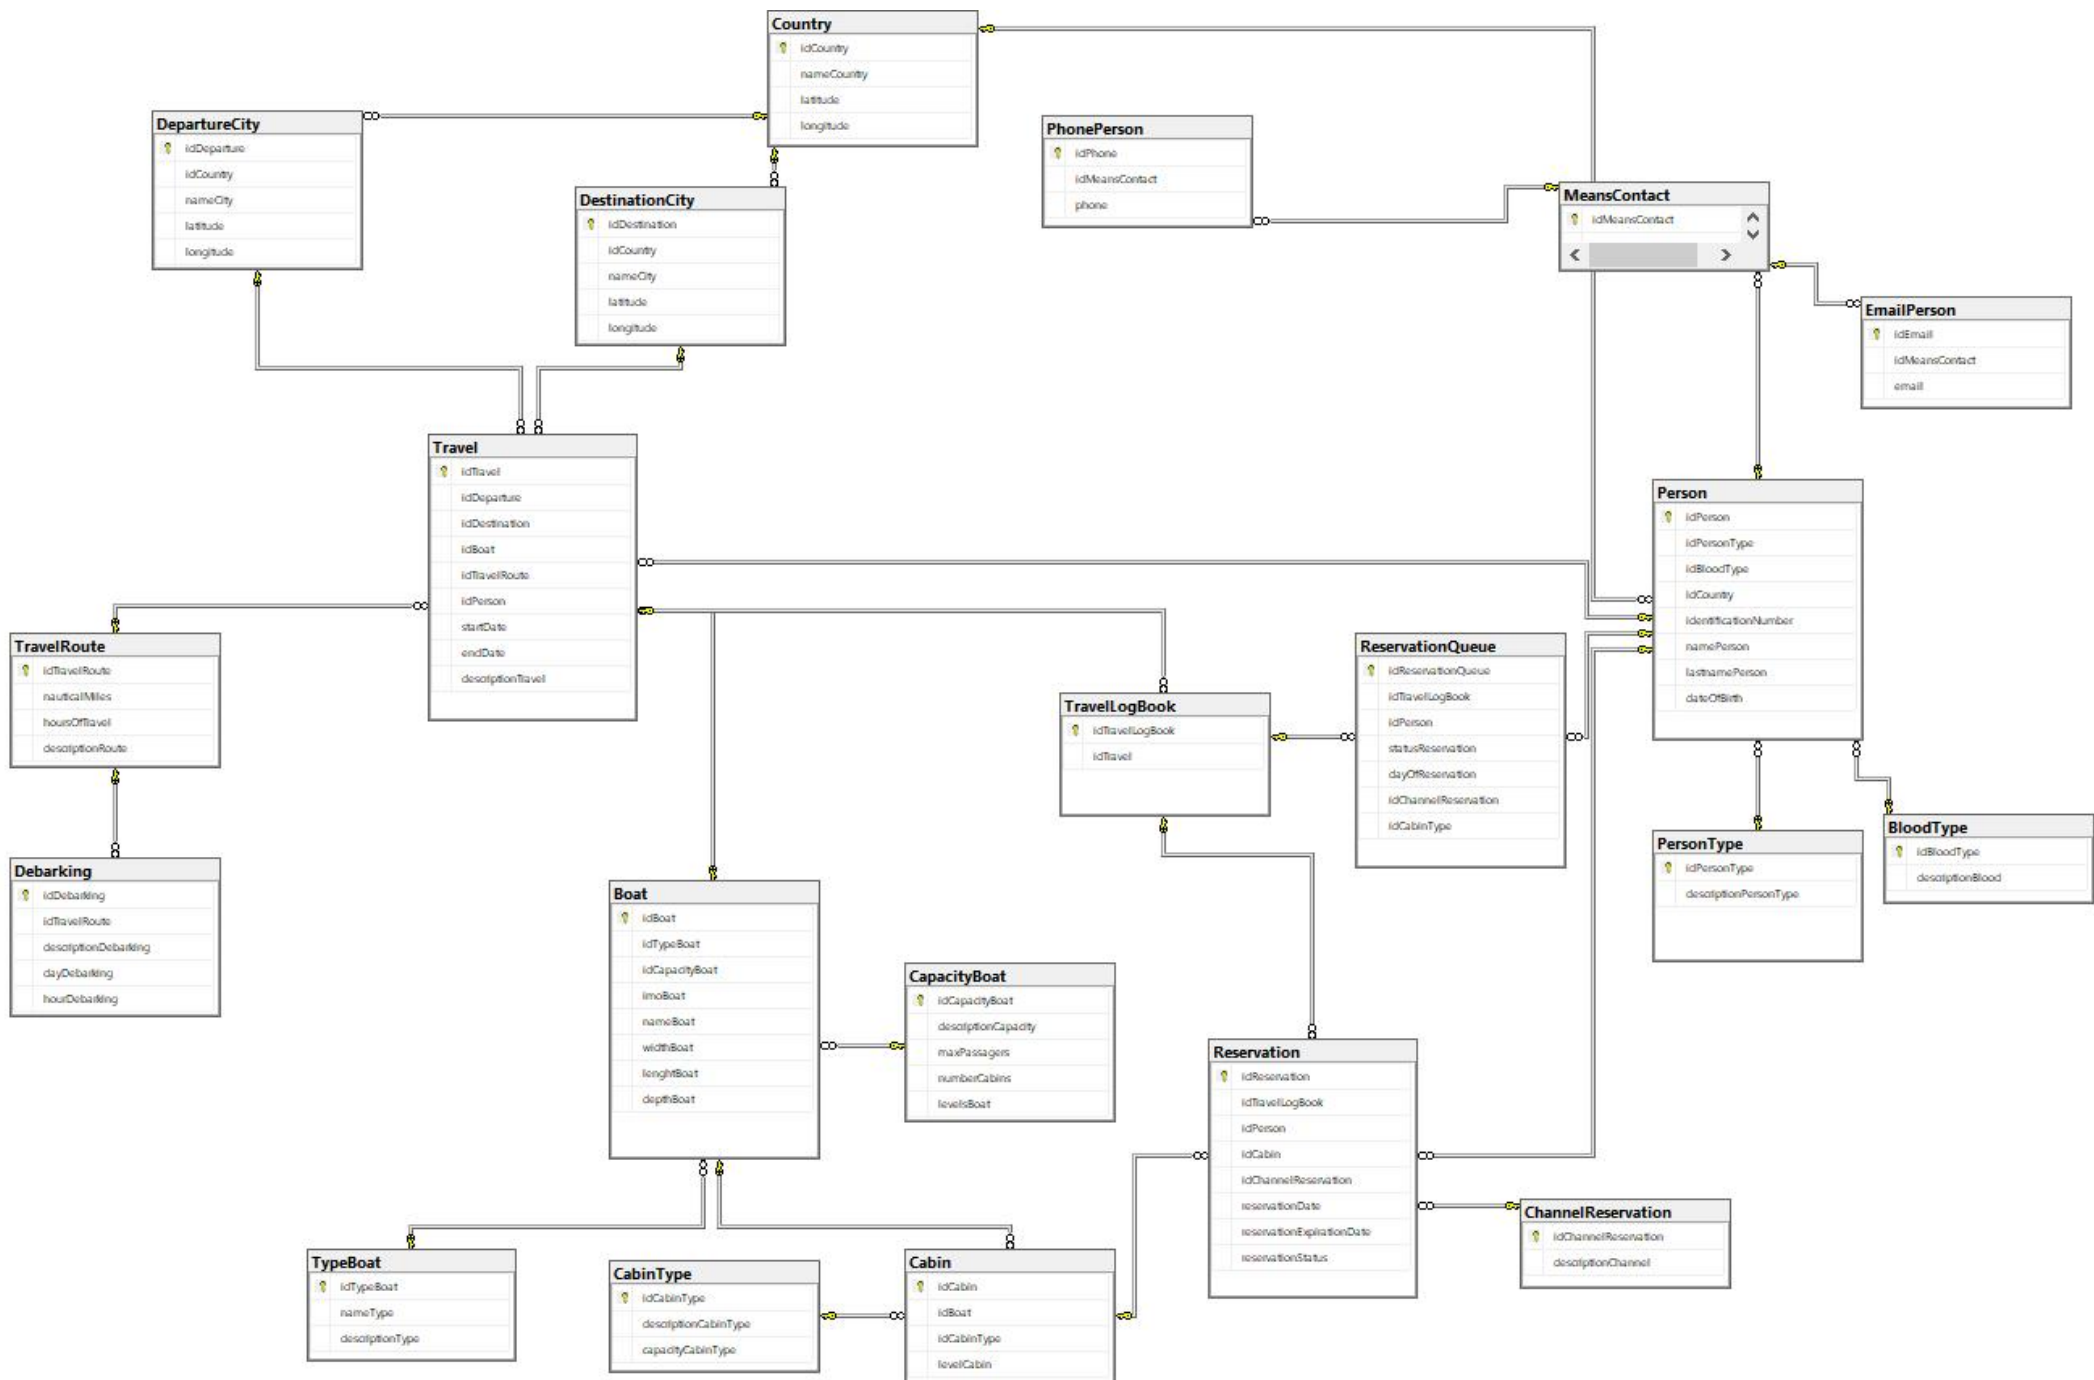 Country
idCountry
nameCountry
latitude
longitude
DepartureCity
idDeparture
idCountry
nameCity
latitude
longitude
PhonePerson
idPhone
idMeansContact
phone
DestinationCity
idDestination
idCountry
nameCity
latitude
longitude
MeansContact
idMeansContact
EmailPerson
idEmail
idMeansContact
email
Travel
idTravel
idDeparture
idDestination
idBoat
idTravelRoute
idPerson
startDate
endDate
descriptionTravel
Person
idPerson
idPersonType
idBloodType
idCountry
identificationNumber
namePerson
lastnamePerson
dateOfBirth
TravelRoute
idTravelRoute
nauticalMiles
hoursOfTravel
descriptionRoute
ReservationQueue
idReservationQueue
idTravelLogBook
idPerson
statusReservation
dayOfReservation
idChannelReservation
idCabinType
TravelLogBook
idTravelLogBook
idTravel
BloodType
idBloodType
descriptionBlood
PersonType
idPersonType
descriptionPersonType
Debarking
idDebarking
idTravelRoute
descriptionDebarking
dayDebarking
hourDebarking
Boat
idBoat
idTypeBoat
idCapacityBoat
imoBoat
nameBoat
widthBoat
lenghtBoat
depthBoat
CapacityBoat
idCapacityBoat
descriptionCapacity
maxPassagers
numberCabins
levelsBoat
Reservation
idReservation
idTravelLogBook
idPerson
idCabin
idChannelReservation
reservationDate
reservationExpirationDate
reservationStatus
ChannelReservation
idChannelReservation
descriptionChannel
TypeBoat
idTypeBoat
nameType
descriptionType
CabinType
idCabinType
descriptionCabinType
capacityCabinType
Cabin
idCabin
idBoat
idCabinType
levelCabin